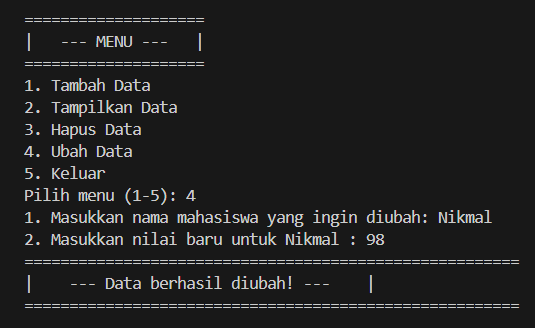 ====================
|   --- MENU ---   |
====================
1. Tambah Data
2. Tampilkan Data
3. Hapus Data
4. Ubah Data
5. Keluar
Pilih menu (1-5): 4
1. Masukkan nama mahasiswa yang ingin diubah: Nikmal
2. Masukkan nilai baru untuk Nikmal : 98
=======================================================
|    --- Data berhasil diubah! ---    |
=======================================================